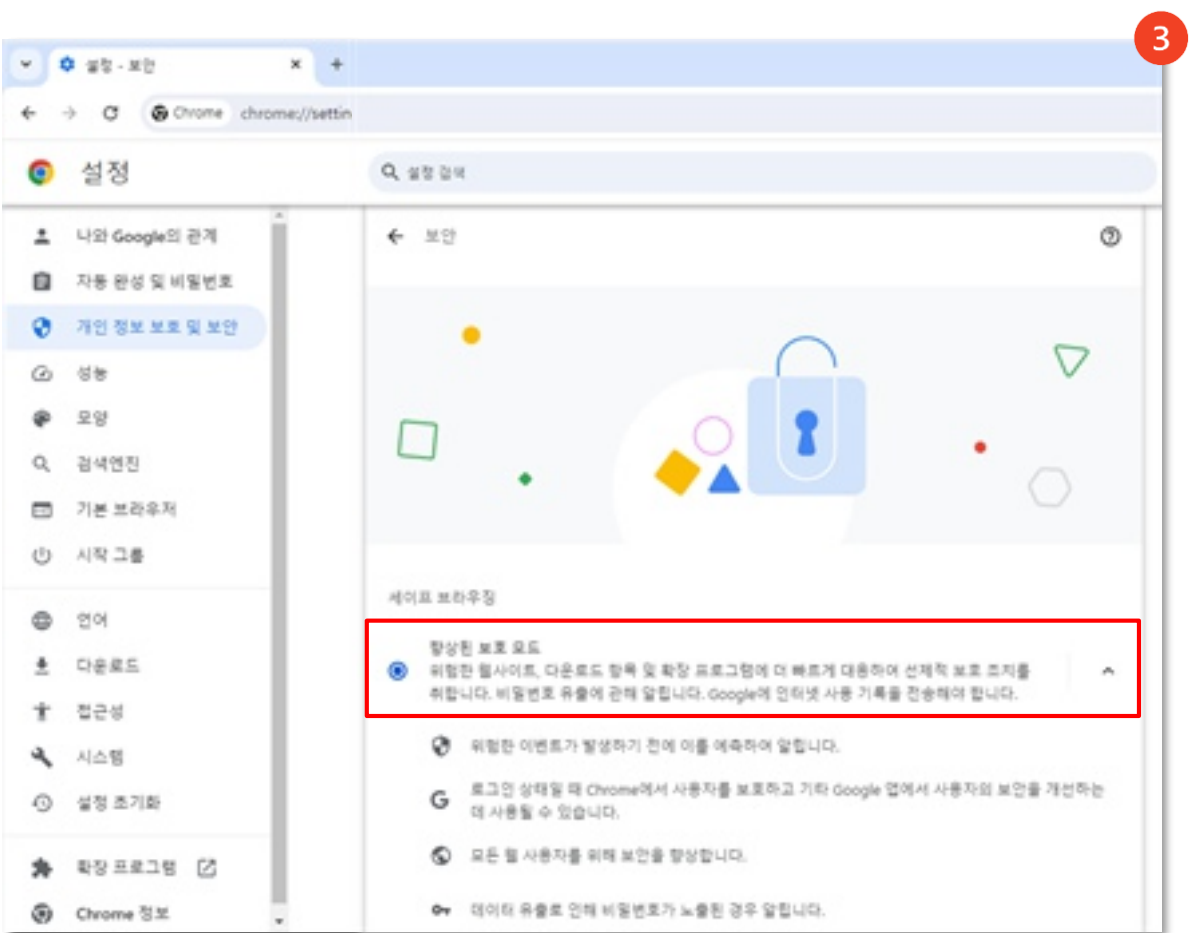 3
설정 - 보안
Chrome chrome://settin
설정
설정 검색
나와 Google의 관계
자동 완성 및 비밀번호
개인 정보 보호 및 보안
성능
모양
검색엔진
기본 브라우저
시작 그룹
언어
다운로드
접근성
시스템
설정 초기화
확장 프로그램
Chrome 정보
보안
세이프 브라우징
향상된 보호 모드
위험한 웹사이트, 다운로드 항목 및 확장 프로그램에 더 빠르게 대응하여 선제적 보호 조치를
취합니다. 비밀번호 유출에 관해 알립니다. Google에 인터넷 사용 기록을 전송해야 합니다.
위험한 이벤트가 발생하기 전에 이를 예측하여 알립니다.
로그인 상태일 때 Chrome에서 사용자를 보호하고 기타 Google 앱에서 사용자의 보안을 개선하는
데 사용될 수 있습니다.
모든 웹 사용자를 위해 보안을 향상합니다.
데이터 유출로 인해 비밀번호가 노출된 경우 알립니다.